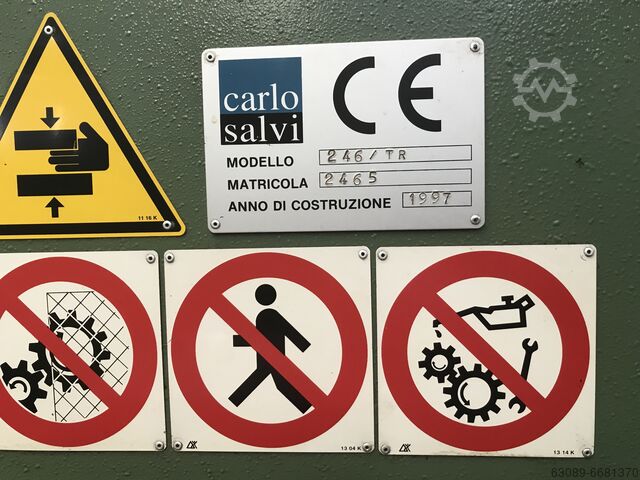 carlo
salvi
CE
MODELLO 246/TR
MATRICOLA 2465
ANNO DI COSTRUZIONE 1997
11 16 K
13 04 K
13 14 K
63089-6681370